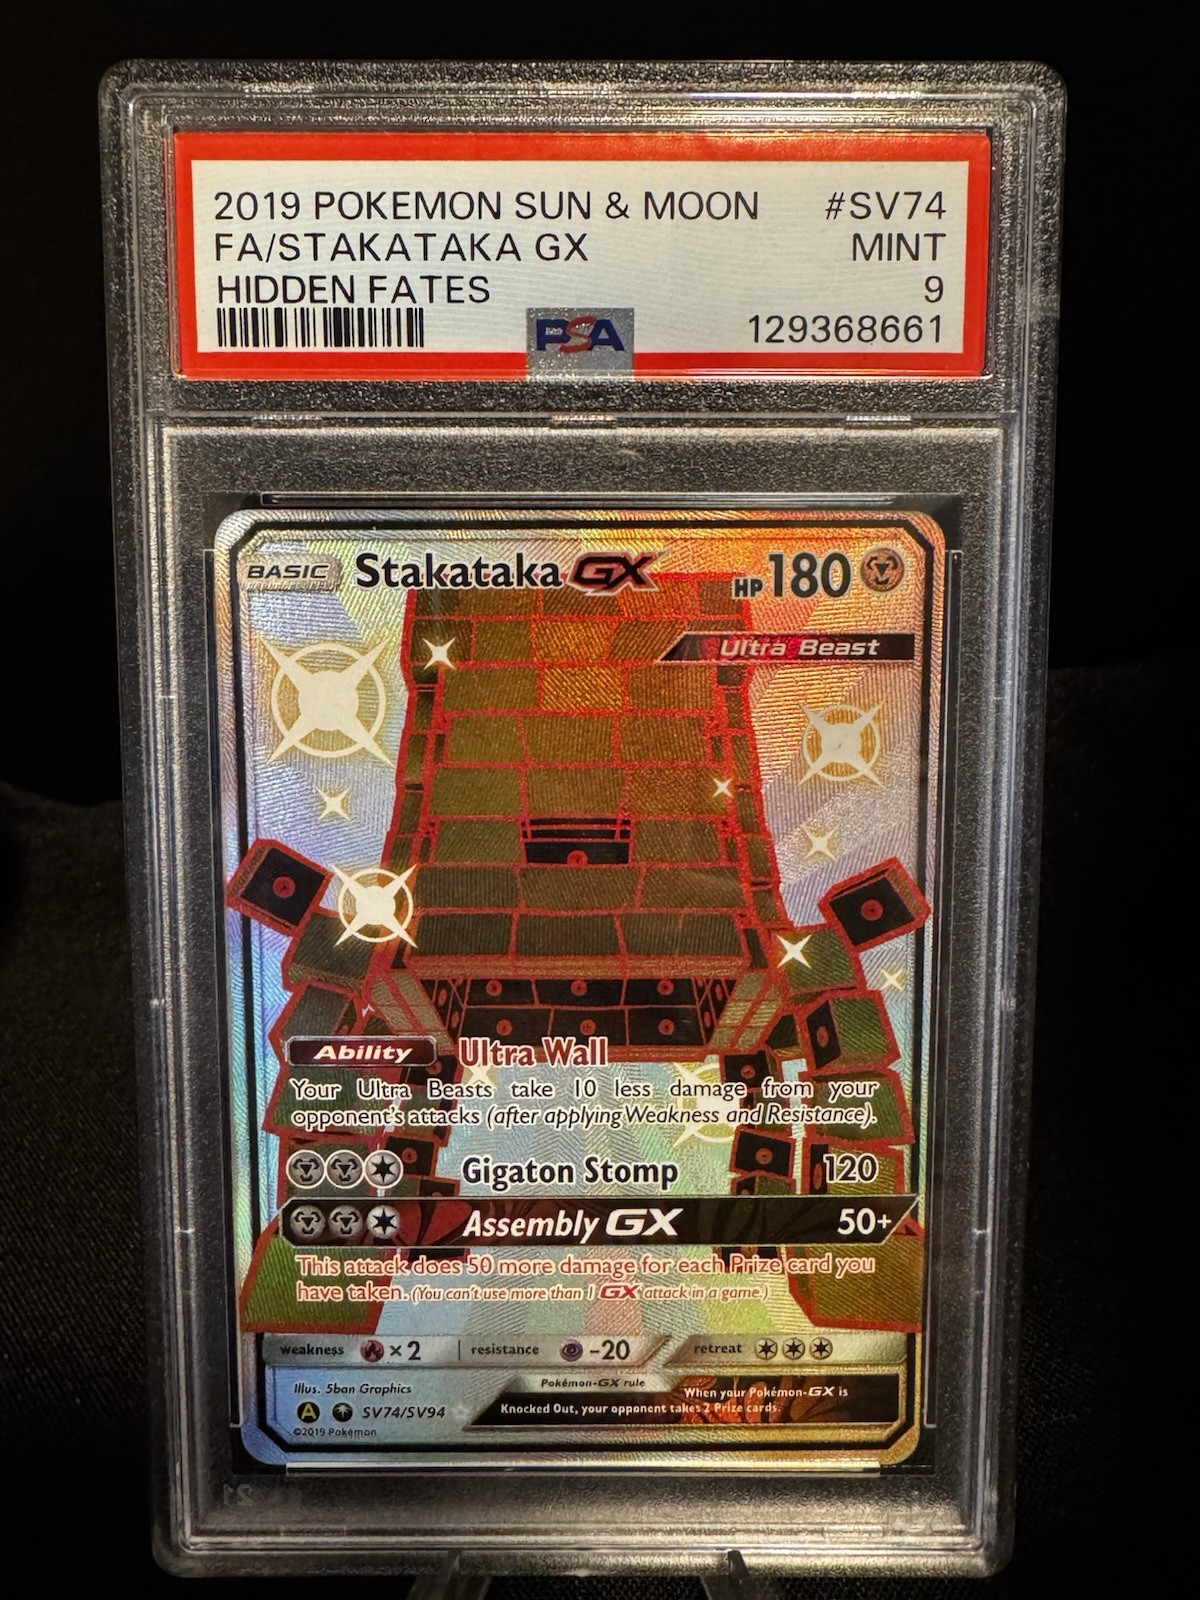 2019 POKEMON SUN & MOON #SV74
FA/STAKATAKA GX MINT
HIDDEN FATES 9
PSA 129368661
BASIC Stakataka GX HP 180
Ultra Beast
Ability Ultra Wall
Your Ultra Beasts take 10 less damage from your
opponent's attacks (after applying Weakness and Resistance).
Gigaton Stomp 120
Assembly GX 50+
This attack does 50 more damage for each Prize card you
have taken. (You can't use more than 1 GX attack in a game.)
weakness ×2 resistance -20 retreat
Illus. 5ban Graphics
Pokémon-GX rule When your Pokémon-GX is
Knocked Out, your opponent takes 2 Prize cards.
A SV74/SV94
©2019 Pokémon